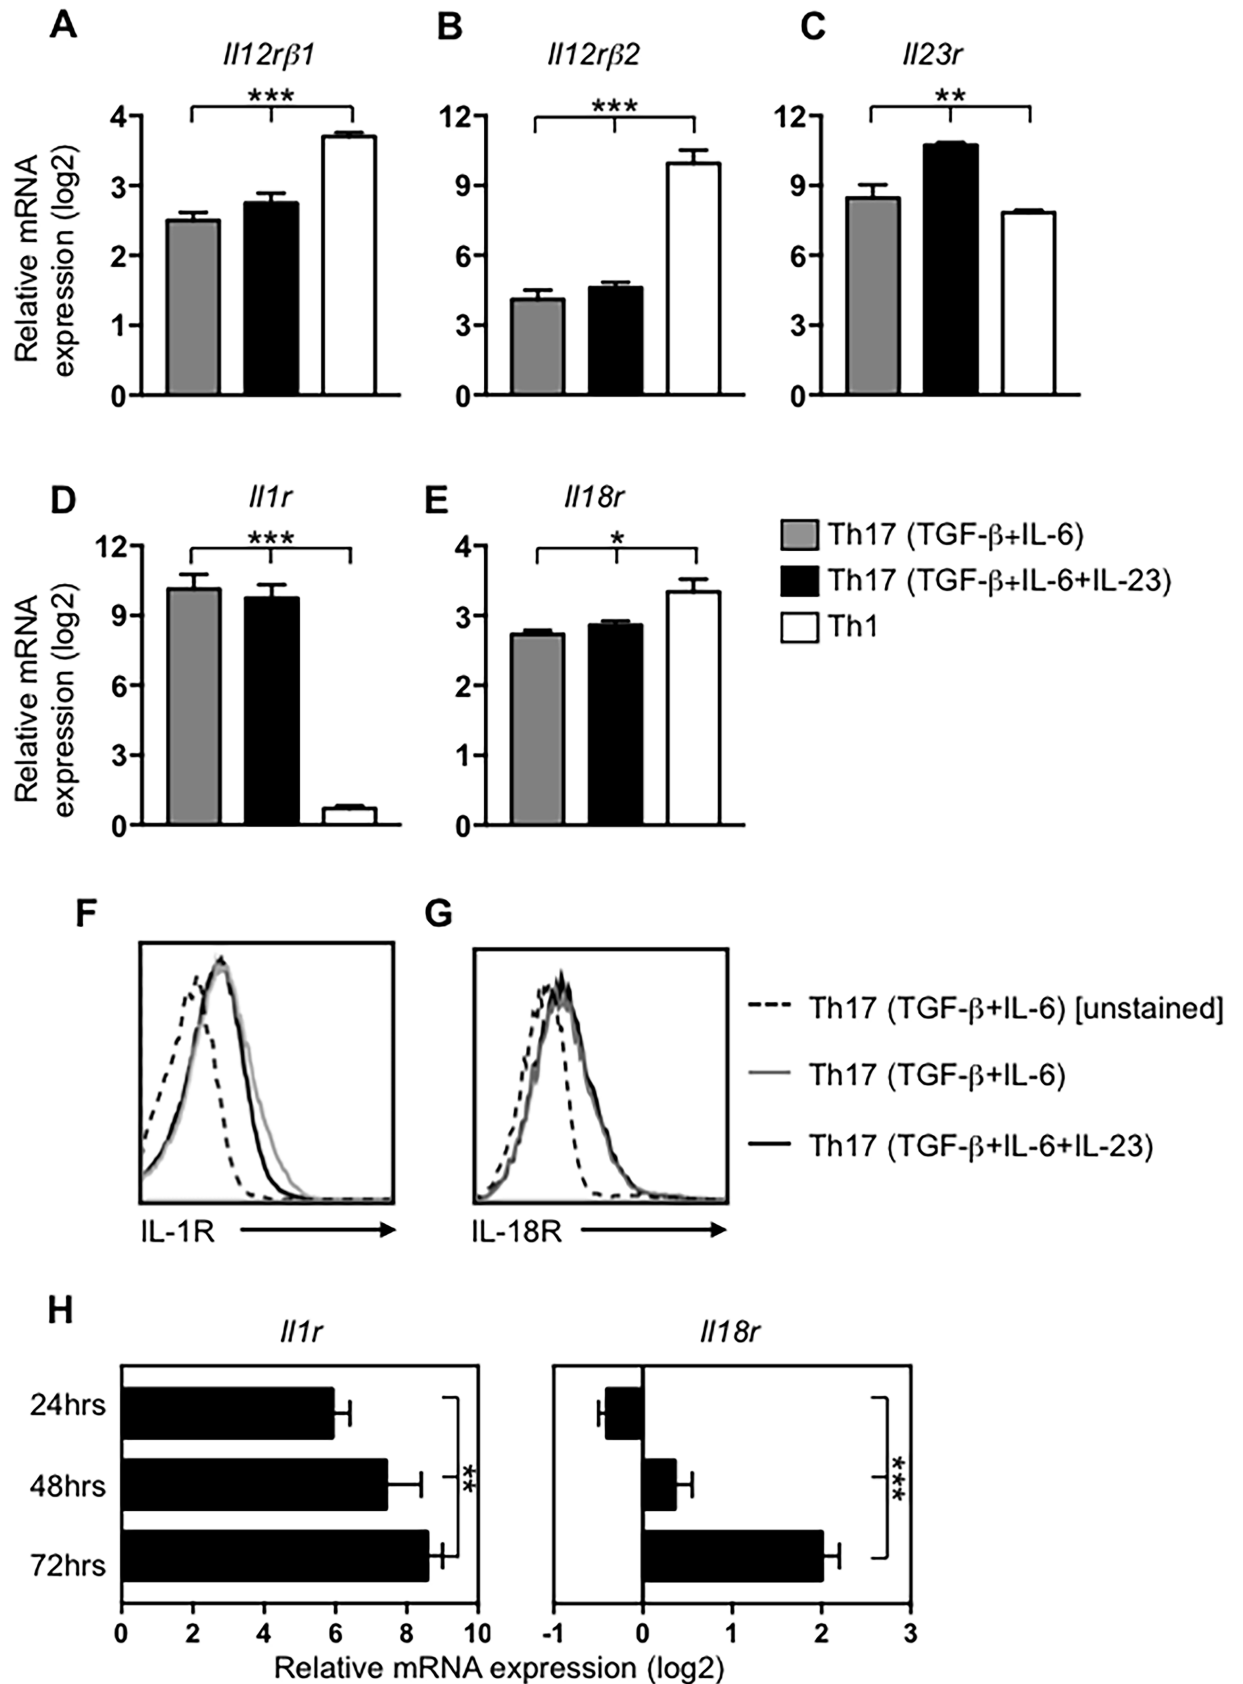 A
B
C
Il12rβ1
Il12rβ2
Il23r
Relative mRNA
expression (log2)
4
3
2
1
0
***
12
9
6
3
0
***
12
9
6
3
0
**
D
E
Il1r
Il18r
Relative mRNA
expression (log2)
12
9
6
3
0
***
4
3
2
1
0
*
Th17 (TGF-β+IL-6)
Th17 (TGF-β+IL-6+IL-23)
Th1
F
G
IL-1R
IL-18R
Th17 (TGF-β+IL-6) [unstained]
Th17 (TGF-β+IL-6)
Th17 (TGF-β+IL-6+IL-23)
H
Il1r
Il18r
24hrs
48hrs
72hrs
**
***
0 2 4 6 8 10
-1 0 1 2 3
Relative mRNA expression (log2)